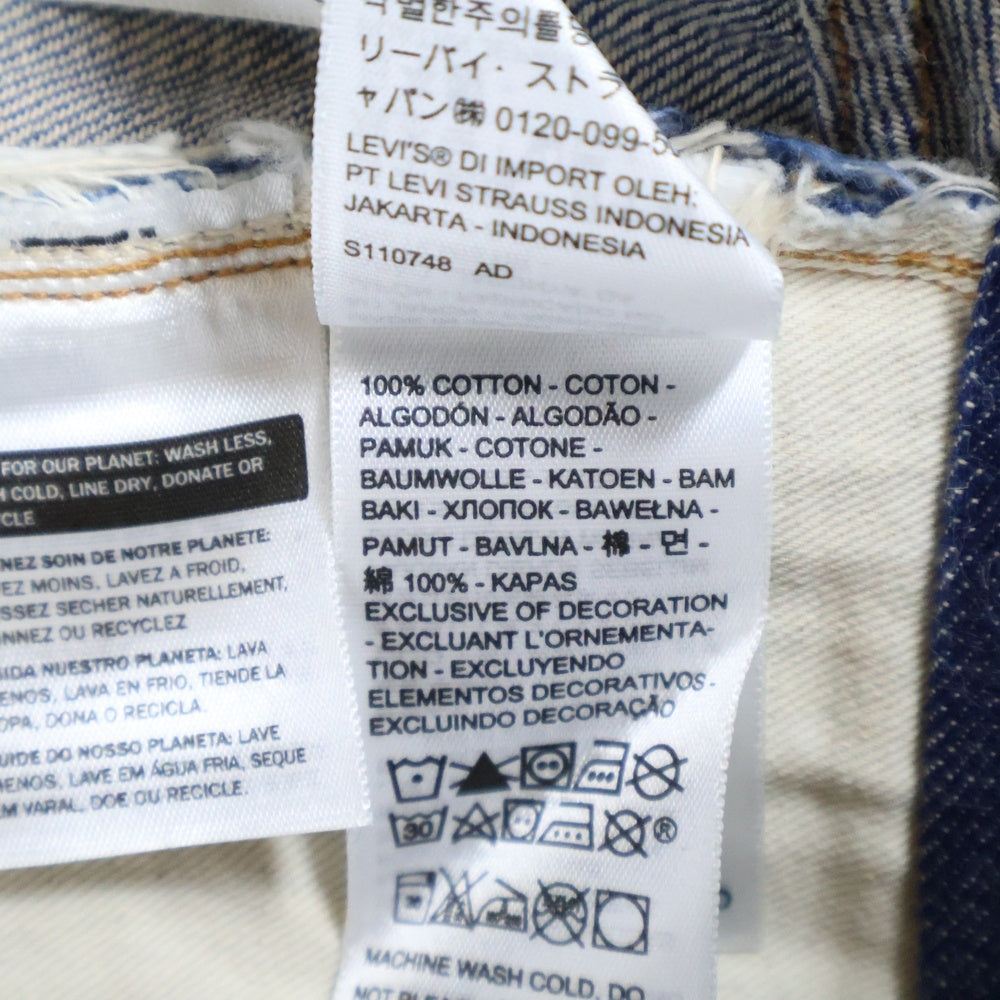 리바이·ストラ
ャパン㈱ 0120-099-5
LEVI'S® DI IMPORT OLEH:
PT LEVI STRAUSS INDONESIA
JAKARTA - INDONESIA
S110748 AD
FOR OUR PLANET: WASH LESS,
COLD, LINE DRY, DONATE OR
CLE
NEZ SOIN DE NOTRE PLANETE:
EZ MOINS, LAVEZ A FROID,
SSEZ SECHER NATURELLEMENT,
NNEZ OU RECYCLEZ
IDA NUESTRO PLANETA: LAVA
ENOS, LAVA EN FRIO, TIENDE LA
OPA, DONA O RECICLA.
UIDE DO NOSSO PLANETA: LAVE
ENOS, LAVE EM ÁGUA FRIA, SEQUE
M VARAL, DOE OU RECICLE.
100% COTTON - COTON -
ALGODÓN - ALGODÃO -
PAMUK - COTONE -
BAUMWOLLE - KATOEN - BAM
BAKI - ХЛОПОК - BAWEŁNA -
PAMUT - BAVLNA - 棉 - 면 -
綿 100% - KAPAS
EXCLUSIVE OF DECORATION
- EXCLUANT L'ORNEMENTA-
TION - EXCLUYENDO
ELEMENTOS DECORATIVOS -
EXCLUINDO DECORAÇÃO
30
®
MACHINE WASH COLD, DO